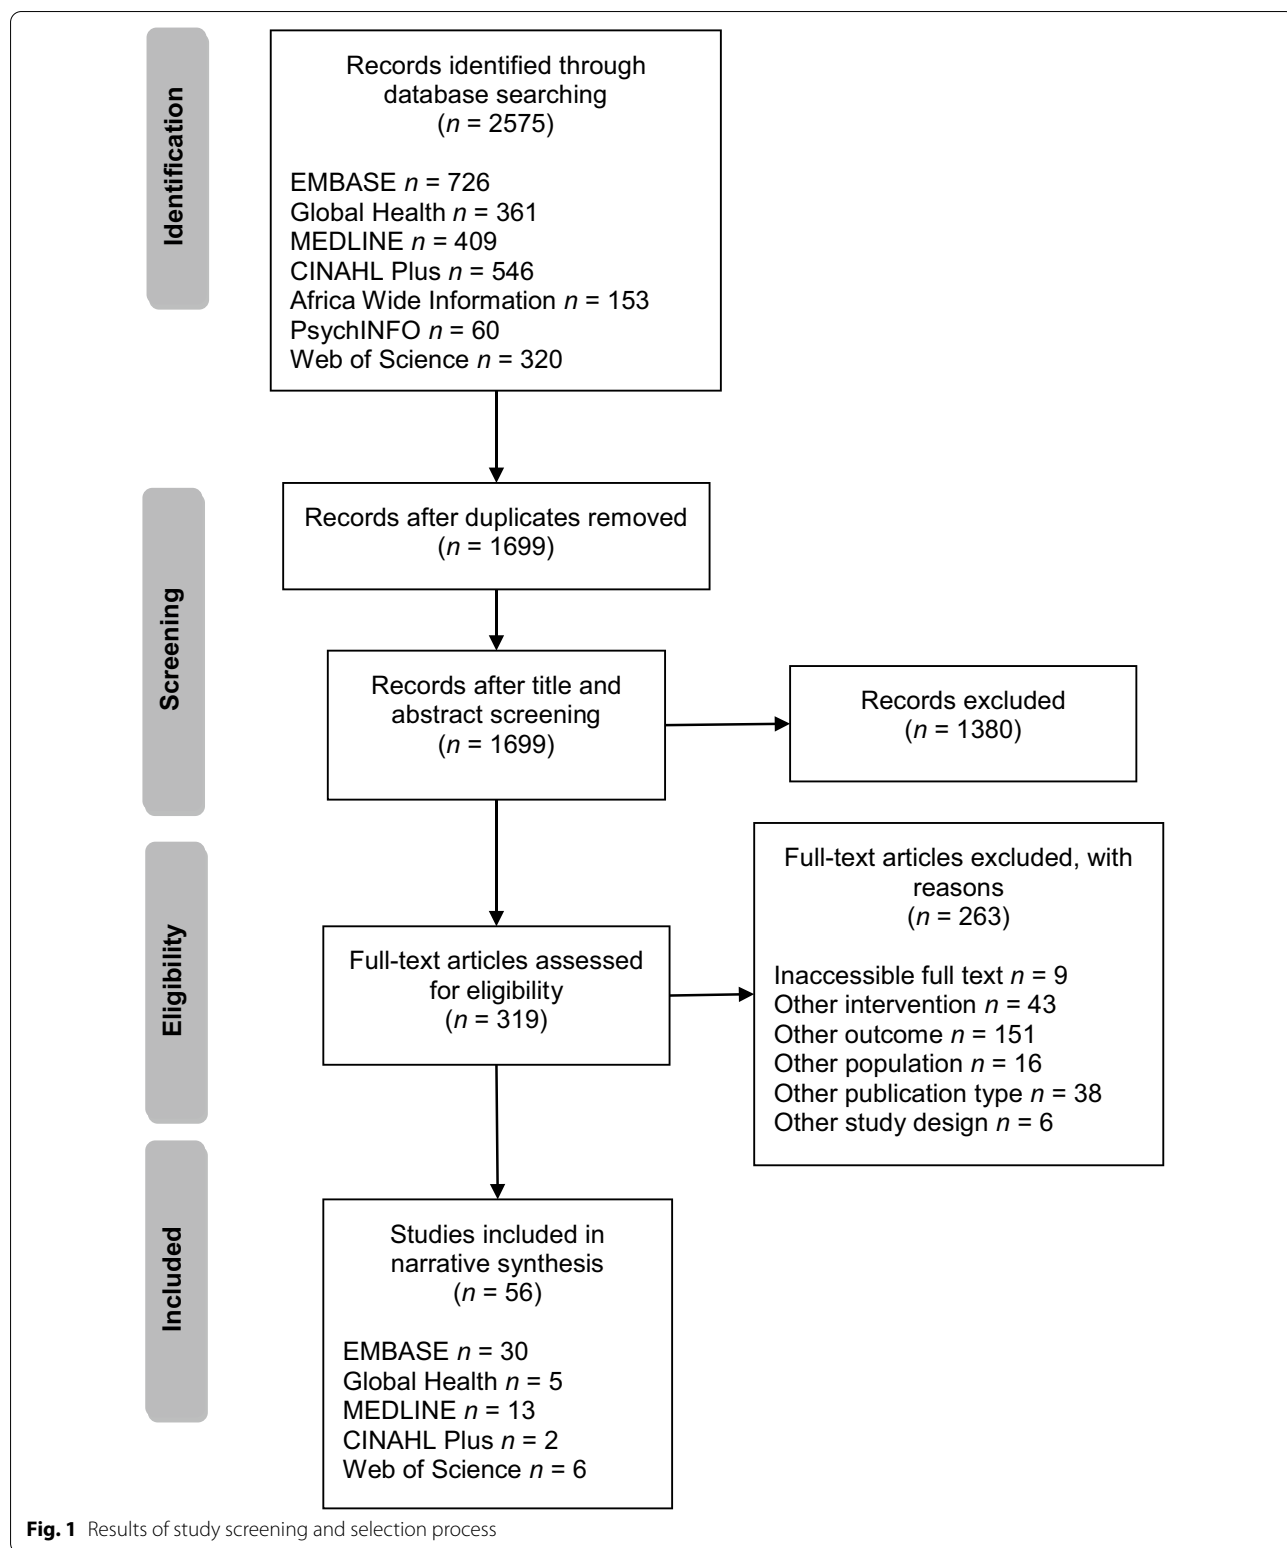 Identification
Records identified through
database searching
(n = 2575)
EMBASE n = 726
Global Health n = 361
MEDLINE n = 409
CINAHL Plus n = 546
Africa Wide Information n = 153
PsychINFO n = 60
Web of Science n = 320
Screening
Records after duplicates removed
(n = 1699)
Records after title and
abstract screening
(n = 1699)
Records excluded
(n = 1380)
Eligibility
Full-text articles assessed
for eligibility
(n = 319)
Full-text articles excluded, with
reasons
(n = 263)
Inaccessible full text n = 9
Other intervention n = 43
Other outcome n = 151
Other population n = 16
Other publication type n = 38
Other study design n = 6
Included
Studies included in
narrative synthesis
(n = 56)
EMBASE n = 30
Global Health n = 5
MEDLINE n = 13
CINAHL Plus n = 2
Web of Science n = 6
Fig. 1 Results of study screening and selection process